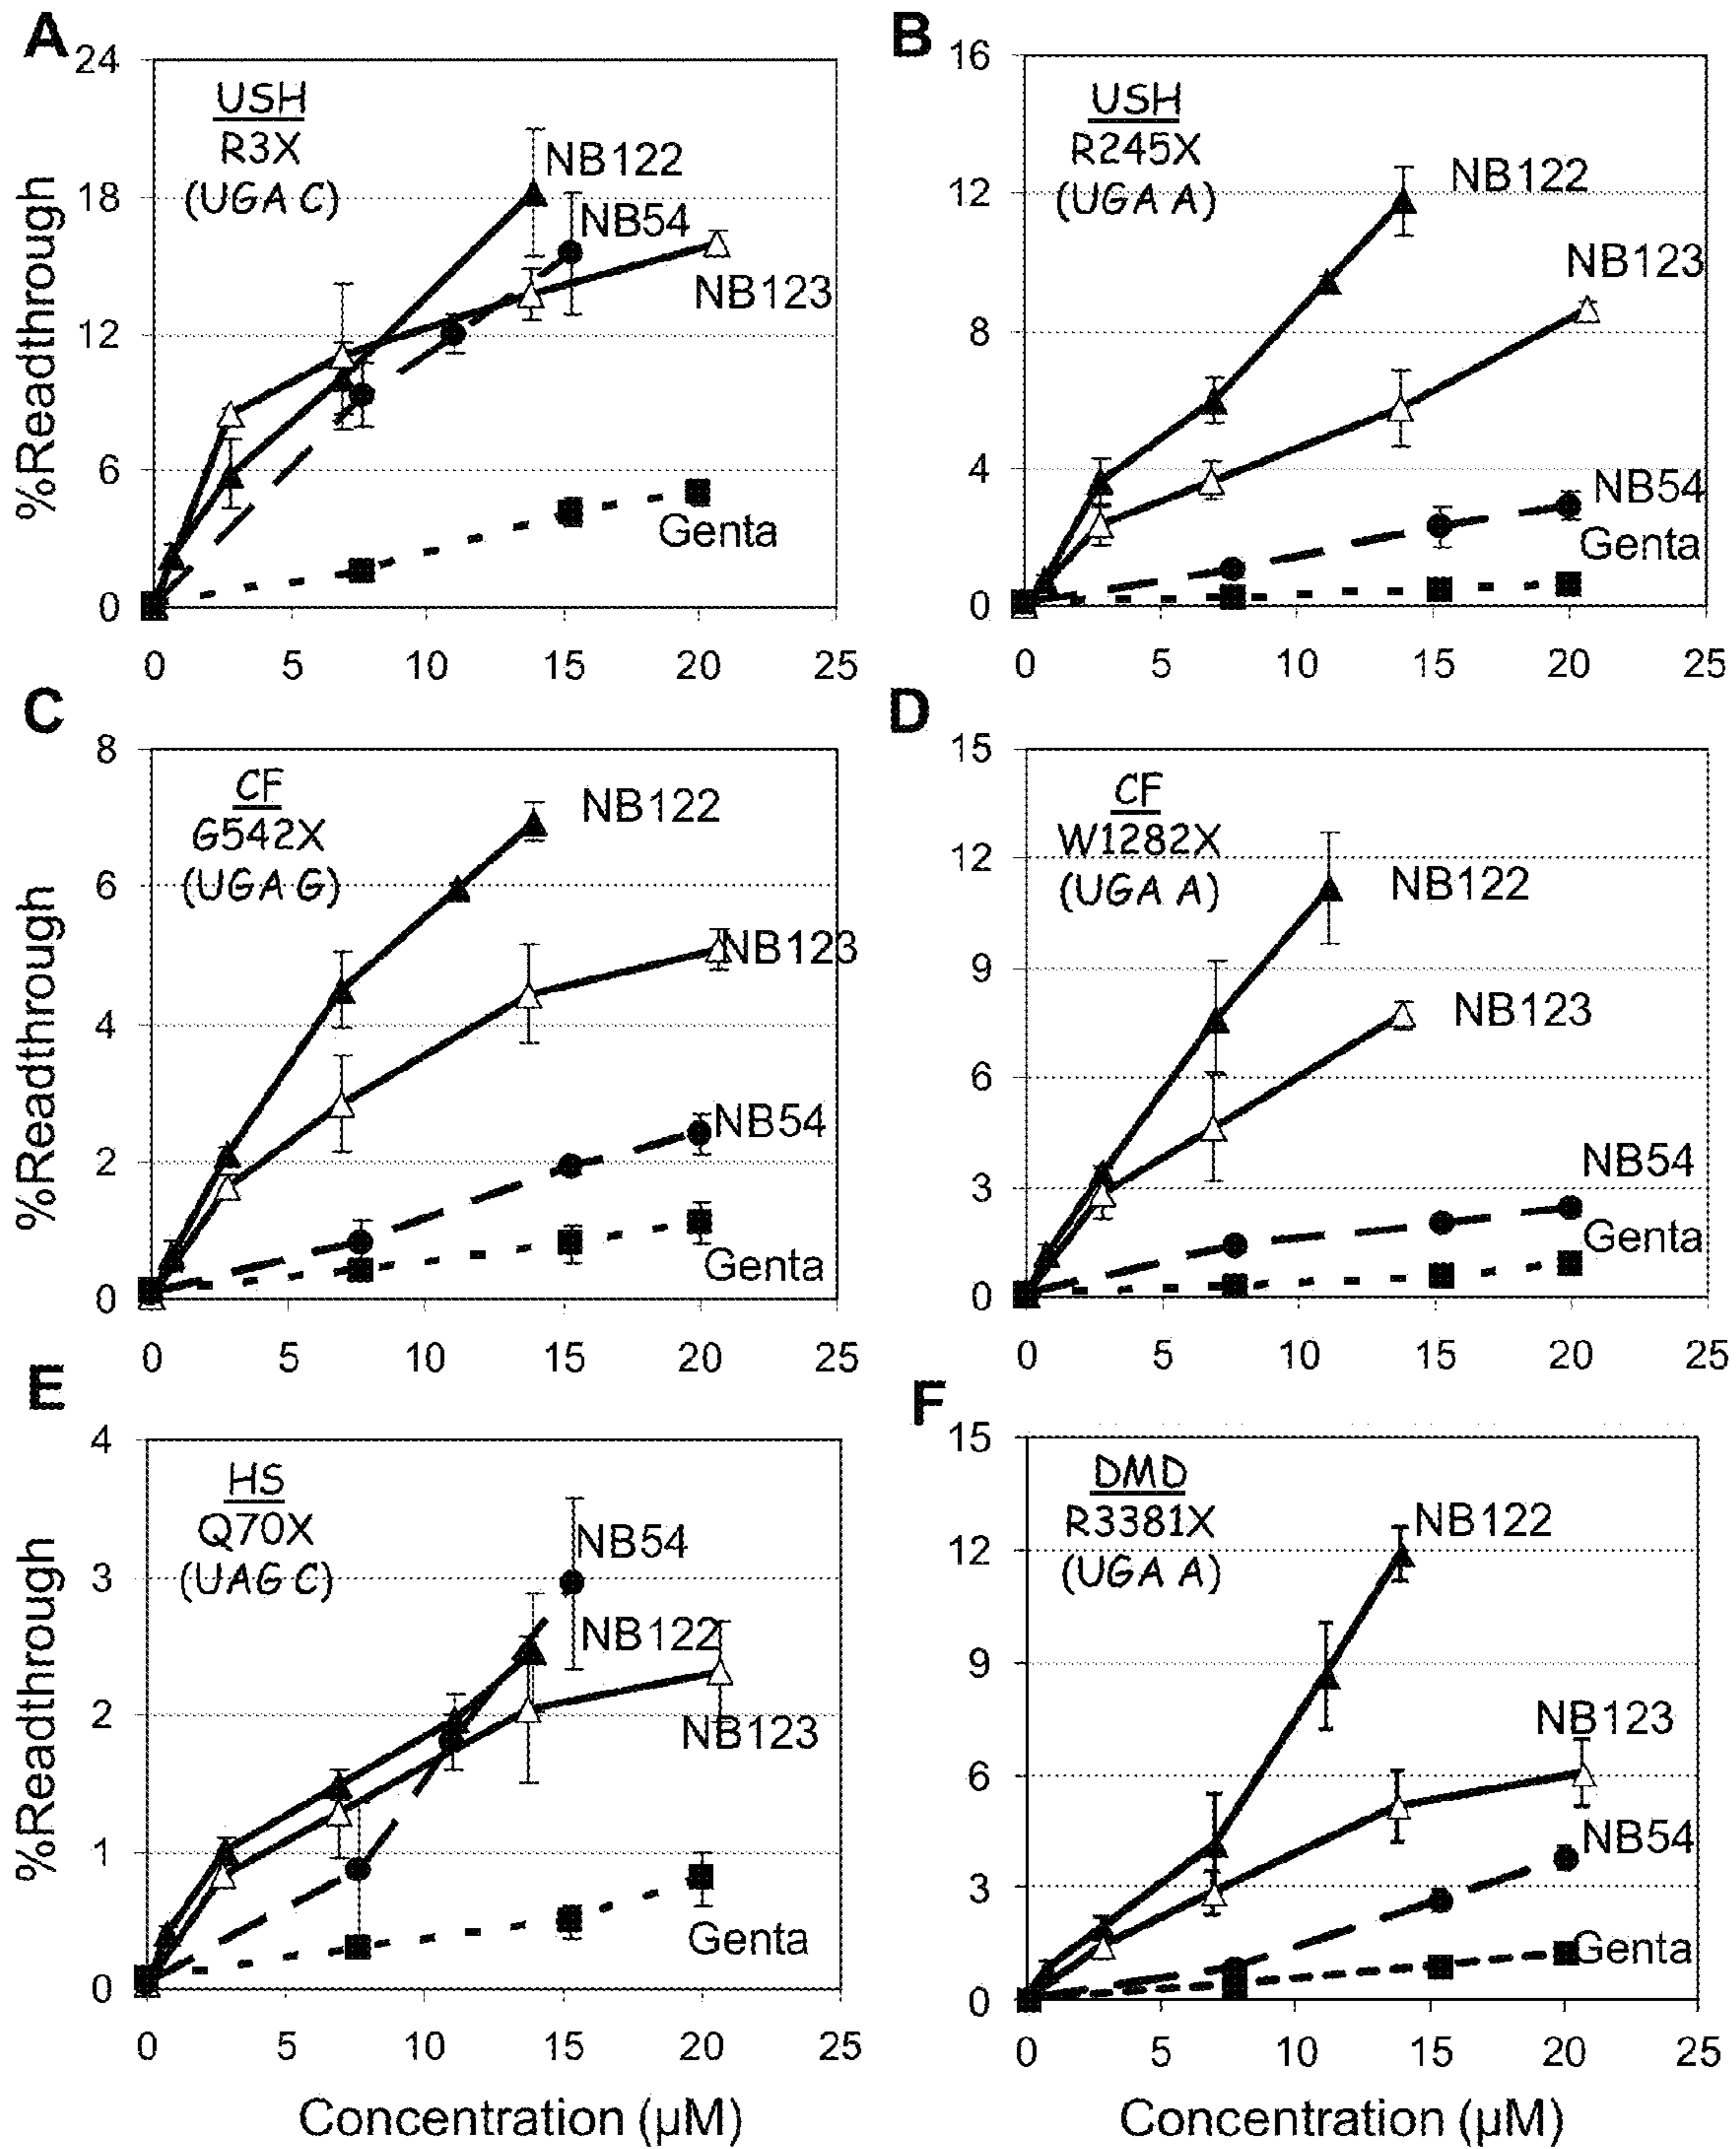 A
24
18
12
6
0
%Readthrough
USH
R3X
(UGA C)
NB122
NB54
NB123
Genta
0 5 10 15 20 25
B
16
12
8
4
0
USH
R245X
(UGA A)
NB122
NB123
NB54
Genta
0 5 10 15 20 25
C
8
6
4
2
0
%Readthrough
CF
G542X
(UGA G)
NB122
NB123
NB54
Genta
0 5 10 15 20 25
D
15
12
9
6
3
0
CF
W1282X
(UGA A)
NB122
NB123
NB54
Genta
0 5 10 15 20 25
E
4
3
2
1
0
%Readthrough
HS
Q70X
(UAG C)
NB54
NB122
NB123
Genta
0 5 10 15 20 25
Concentration (µM)
F
15
12
9
6
3
0
DMD
R3381X
(UGA A)
NB122
NB123
NB54
Genta
0 5 10 15 20 25
Concentration (µM)